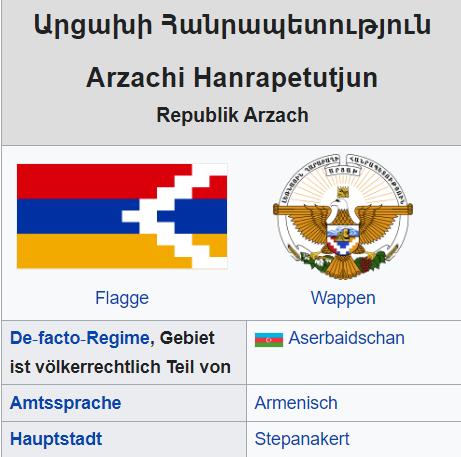 Արցախի Հանրապետություն
Arzachi Hanrapetutjun
Republik Arzach
Flagge
Wappen
De-facto-Regime, Gebiet
ist völkerrechtlich Teil von
Aserbaidschan
Amtssprache
Armenisch
Hauptstadt
Stepanakert